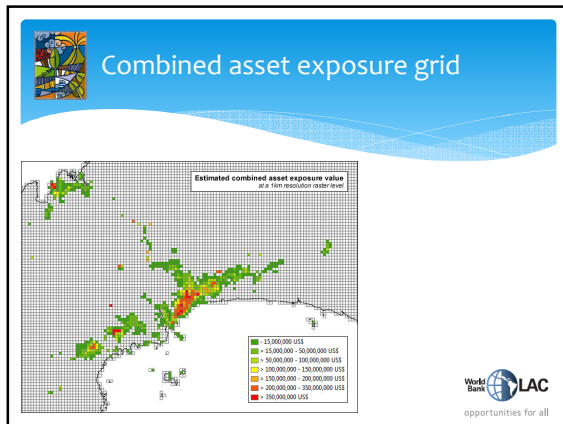 Combined asset exposure grid
Estimated combined asset exposure value
at a 1km resolution raster level
- 15,000,000 US$
> 15,000,000 - 50,000,000 US$
> 50,000,000 - 100,000,000 US$
> 100,000,000 - 150,000,000 US$
> 150,000,000 - 200,000,000 US$
> 200,000,000 - 350,000,000 US$
> 350,000,000 US$
World
Bank
LAC
opportunities for all